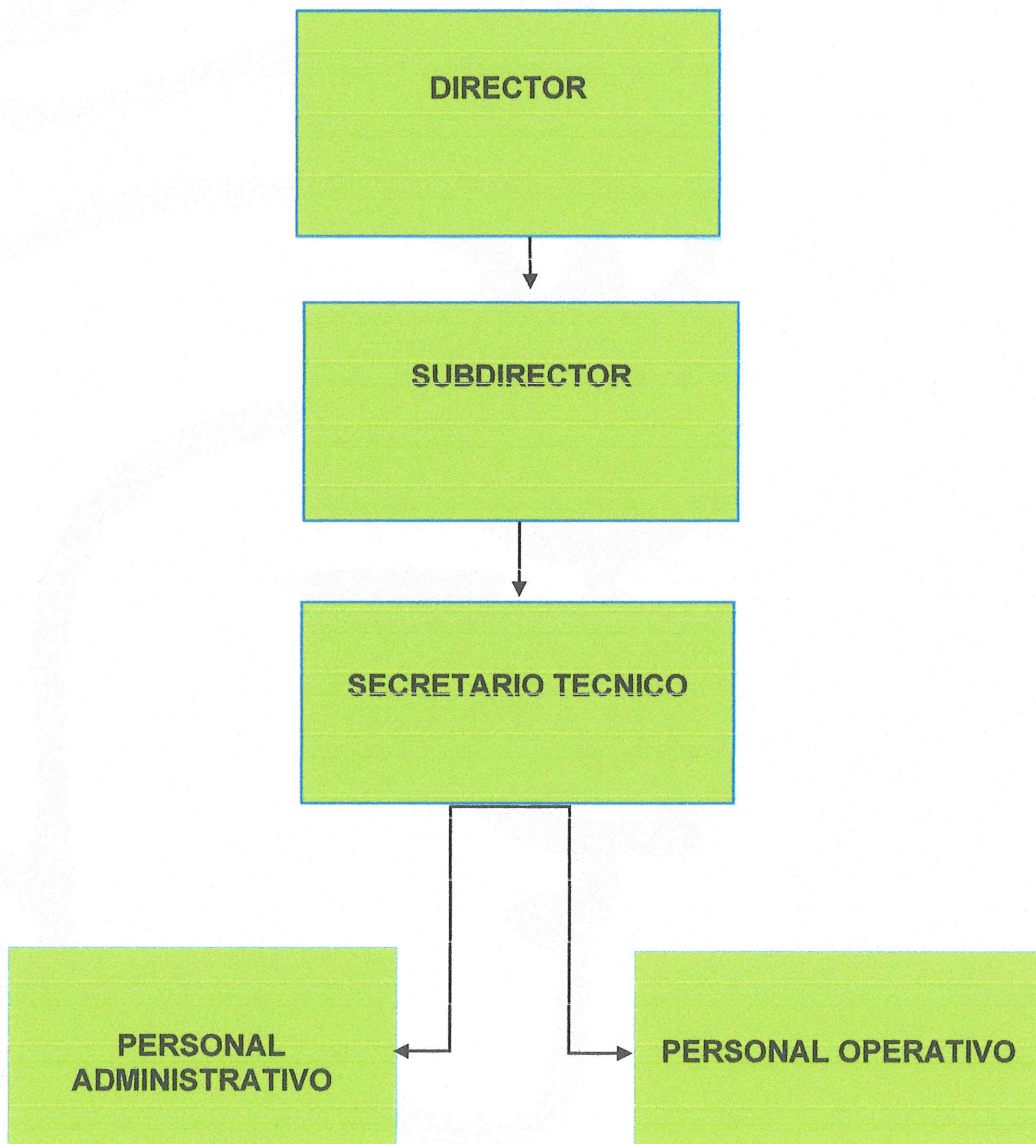 DIRECTOR
SUBDIRECTOR
SECRETARIO TECNICO
PERSONAL
ADMINISTRATIVO
PERSONAL OPERATIVO